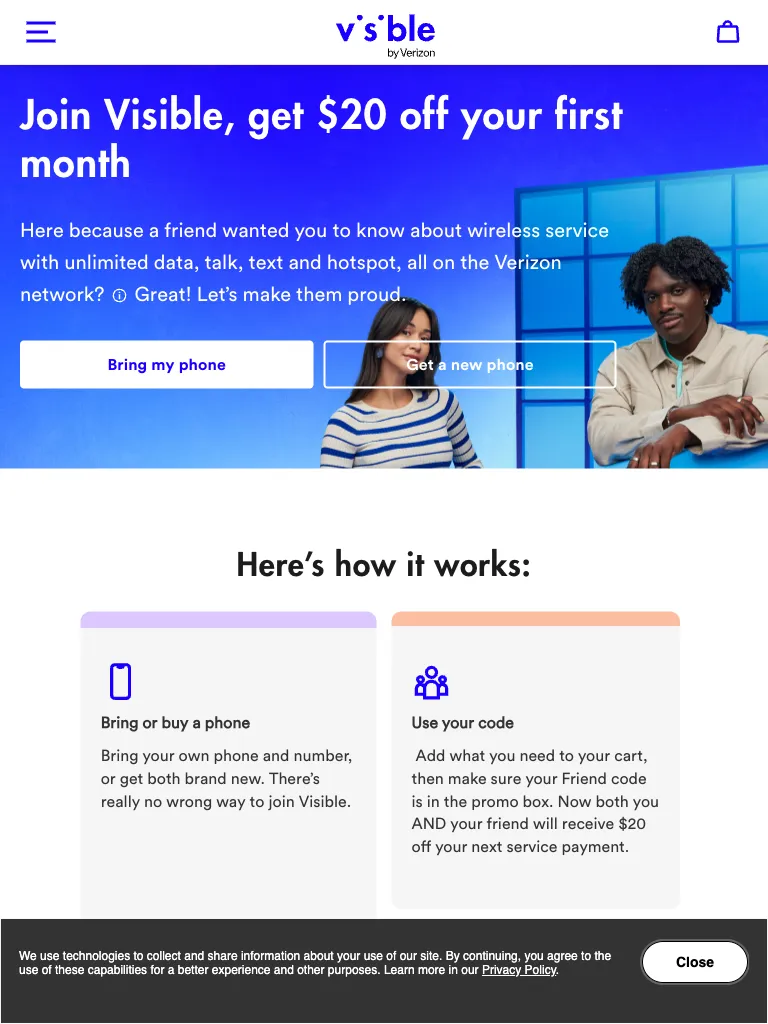 visible
by Verizon
Join Visible, get $20 off your first
month
Here because a friend wanted you to know about wireless service
with unlimited data, talk, text and hotspot, all on the Verizon
network? ⓘ Great! Let’s make them proud.
Bring my phone
Get a new phone
Here’s how it works:
Bring or buy a phone
Bring your own phone and number,
or get both brand new. There’s
really no wrong way to join Visible.
Use your code
Add what you need to your cart,
then make sure your Friend code
is in the promo box. Now both you
AND your friend will receive $20
off your next service payment.
We use technologies to collect and share information about your use of our site. By continuing, you agree to the
use of these capabilities for a better experience and other purposes. Learn more in our Privacy Policy.
Close